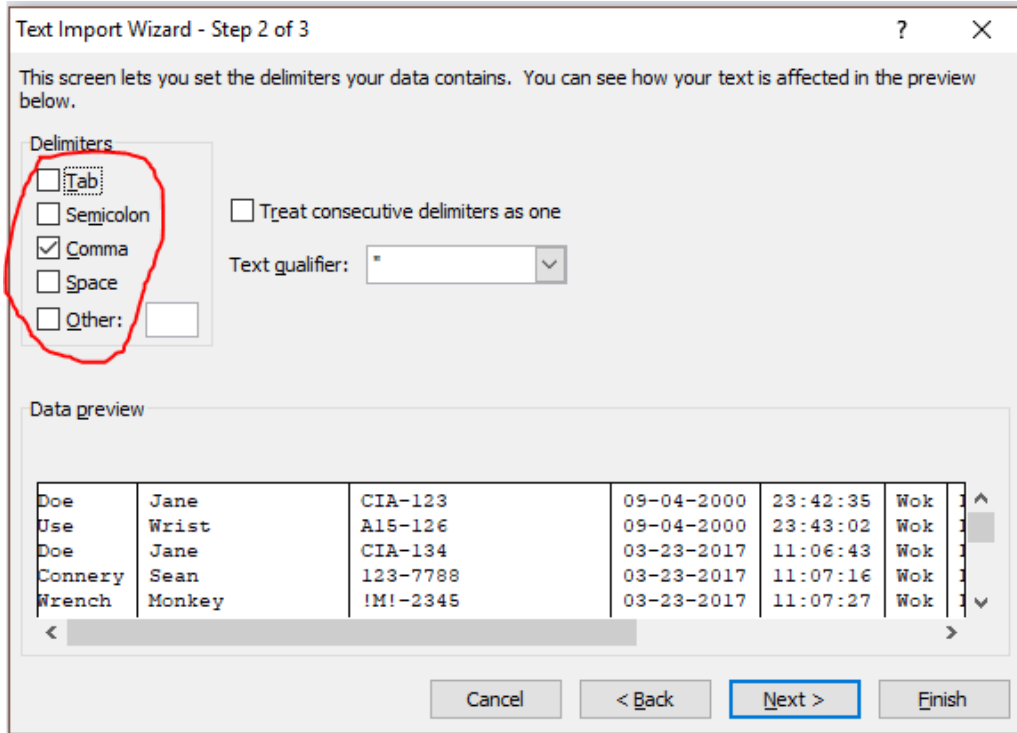 Text Import Wizard - Step 2 of 3 ?
This screen lets you set the delimiters your data contains. You can see how your text is affected in the preview
below.
Delimiters
Tab
Semicolon
Comma
Space
Other:
Treat consecutive delimiters as one
Text qualifier: "
Data preview
Doe Jane CIA-123 09-04-2000 23:42:35 Wok
Use Wrist A15-126 09-04-2000 23:43:02 Wok
Doe Jane CIA-134 03-23-2017 11:06:43 Wok
Connery Sean 123-7788 03-23-2017 11:07:16 Wok
Wrench Monkey !M!-2345 03-23-2017 11:07:27 Wok
Cancel < Back Next > Finish